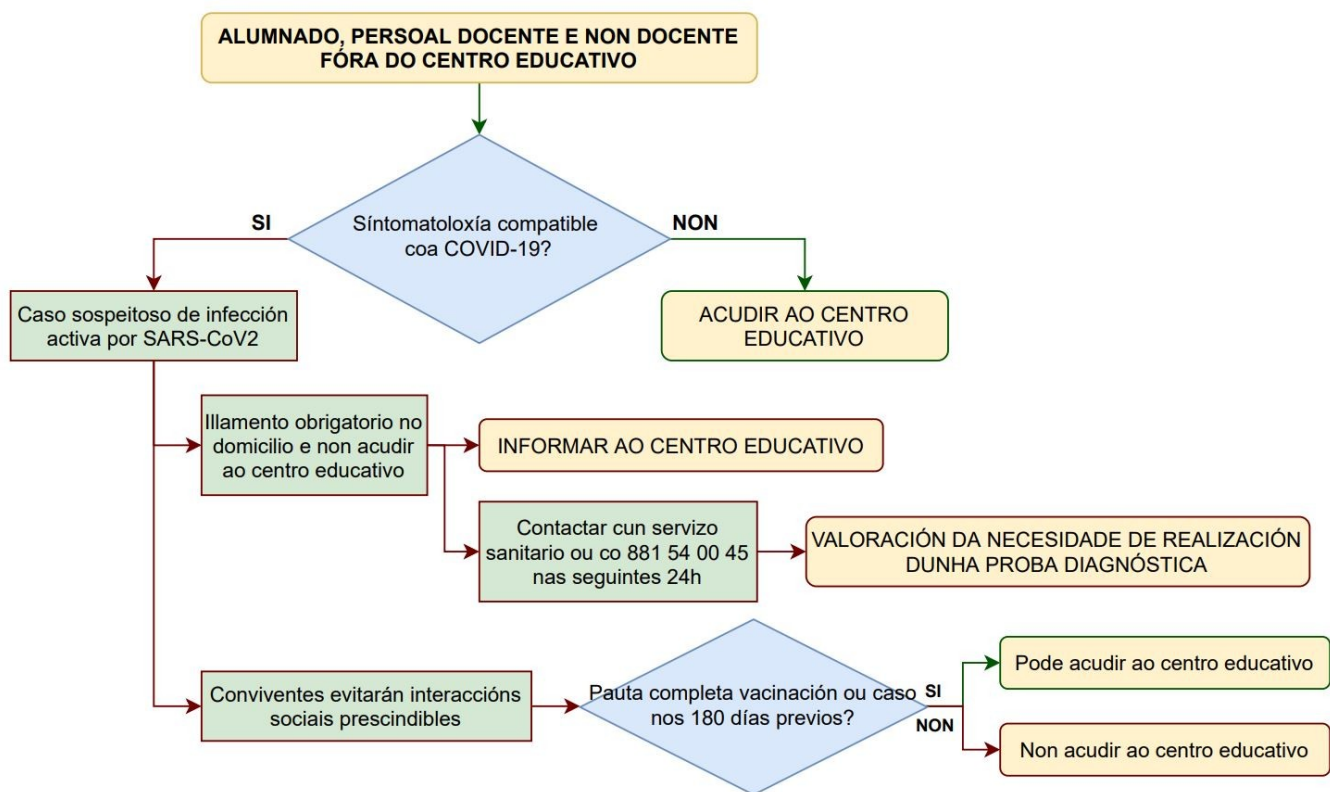 ALUMNADO, PERSOAL DOCENTE E NON DOCENTE
FÓRA DO CENTRO EDUCATIVO
SI
NON
Síntomatoloxía compatible
coa COVID-19?
Caso sospeitoso de infección
activa por SARS-CoV2
ACUDIR AO CENTRO
EDUCATIVO
Illamento obrigatorio no
domicilio e non acudir
ao centro educativo
INFORMAR AO CENTRO EDUCATIVO
Contactar cun servizo
sanitario ou co 881 54 00 45
nas seguintes 24h
VALORACIÓN DA NECESIDADE DE REALIZACIÓN
DUNHA PROBA DIAGNÓSTICA
Conviventes evitarán interaccións
sociais prescindibles
Pauta completa vacinación ou caso
nos 180 días previos?
SI
NON
Pode acudir ao centro educativo
Non acudir ao centro educativo